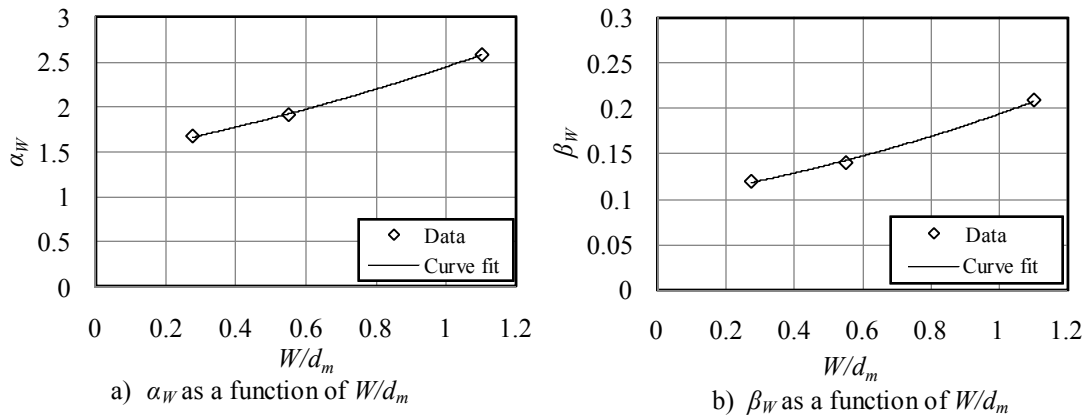 3
2.5
2
1.5
1
0.5
0
α_W
Data
Curve fit
0 0.2 0.4 0.6 0.8 1 1.2
W/d_m
a) α_W as a function of W/d_m
0.3
0.25
0.2
0.15
0.1
0.05
0
β_W
Data
Curve fit
0 0.2 0.4 0.6 0.8 1 1.2
W/d_m
b) β_W as a function of W/d_m